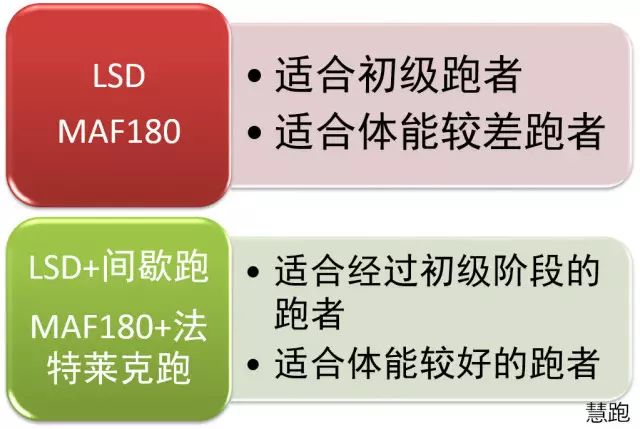 LSD
MAF180
• 适合初级跑者
• 适合体能较差跑者
LSD+间歇跑
MAF180+法
特莱克跑
• 适合经过初级阶段的
跑者
• 适合体能较好的跑者
慧跑